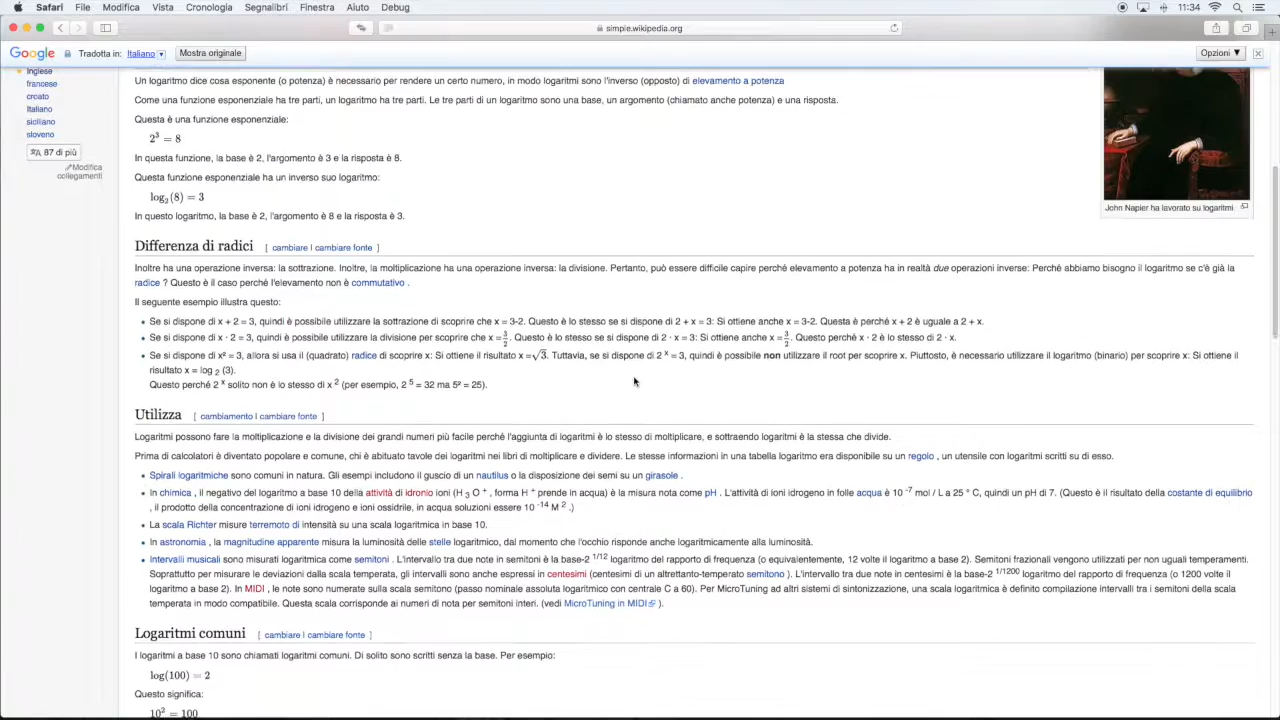 Safari File Modifica Vista Cronologia Segnalibri Finestra Aiuto Debug 11:34
simple.wikipedia.org
Google Tradotta in: Italiano Mostra originale Opzioni
Inglese
francese
croato
Italiano
siciliano
sloveno
87 di più
Modifica
collegamenti
Un logaritmo dice cosa esponente (o potenza) è necessario per rendere un certo numero, in modo logaritmi sono l'inverso (opposto) di elevamento a potenza
Come una funzione esponenziale ha tre parti, un logaritmo ha tre parti. Le tre parti di un logaritmo sono una base, un argomento (chiamato anche potenza) e una risposta.
Questa è una funzione esponenziale:
2³ = 8
In questa funzione, la base è 2, l'argomento è 3 e la risposta è 8.
Questa funzione esponenziale ha un inverso suo logaritmo:
log₂(8) = 3
In questo logaritmo, la base è 2, l'argomento è 8 e la risposta è 3.
John Napier ha lavorato su logaritmi.
Differenza di radici [ cambiare | cambiare fonte ]
Inoltre ha una operazione inversa: la sottrazione. Inoltre, la moltiplicazione ha una operazione inversa: la divisione. Pertanto, può essere difficile capire perché elevamento a potenza ha in realtà due operazioni inverse: Perché abbiamo bisogno il logaritmo se c'è già la
radice ? Questo è il caso perché l'elevamento non è commutativo .
Il seguente esempio illustra questo:
• Se si dispone di x + 2 = 3, quindi è possibile utilizzare la sottrazione di scoprire che x = 3-2. Questo è lo stesso se si dispone di 2 + x = 3: Si ottiene anche x = 3-2. Questa è perché x + 2 è uguale a 2 + x.
• Se si dispone di x · 2 = 3, quindi è possibile utilizzare la divisione per scoprire che x = 3/2. Questo è lo stesso se si dispone di 2 · x = 3: Si ottiene anche x = 3/2. Questo perché x · 2 è lo stesso di 2 · x.
• Se si dispone di x² = 3, allora si usa il (quadrato) radice di scoprire x: Si ottiene il risultato x = √3. Tuttavia, se si dispone di 2 ˣ = 3, quindi è possibile non utilizzare il root per scoprire x. Piuttosto, è necessario utilizzare il logaritmo (binario) per scoprire x: Si ottiene il
risultato x = log ₂ (3).
Questo perché 2 ˣ solito non è lo stesso di x ² (per esempio, 2 ⁵ = 32 ma 5² = 25).
Utilizza [ cambiamento | cambiare fonte ]
Logaritmi possono fare la moltiplicazione e la divisione dei grandi numeri più facile perché l'aggiunta di logaritmi è lo stesso di moltiplicare, e sottraendo logaritmi è la stessa che divide.
Prima di calcolatori è diventato popolare e comune, chi è abituato tavole dei logaritmi nei libri di moltiplicare e dividere. Le stesse informazioni in una tabella logaritmo era disponibile su un regolo , un utensile con logaritmi scritti su di esso.
• Spirali logaritmiche sono comuni in natura. Gli esempi includono il guscio di un nautilus o la disposizione dei semi su un girasole .
• In chimica , il negativo del logaritmo a base 10 della attività di idronio ioni (H ₃ O ⁺ , forma H ⁺ prende in acqua) è la misura nota come pH . L'attività di ioni idrogeno in folle acqua è 10 ⁻⁷ mol / L a 25 ° C, quindi un pH di 7. (Questo è il risultato della costante di equilibrio
, il prodotto della concentrazione di ioni idrogeno e ioni ossidrile, in acqua soluzioni essere 10 ⁻¹⁴ M ² .)
• La scala Richter misure terremoto di intensità su una scala logaritmica in base 10.
• In astronomia , la magnitudine apparente misura la luminosità delle stelle logaritmico, dal momento che l'occhio risponde anche logaritmicamente alla luminosità.
• Intervalli musicali sono misurati logaritmica come semitoni . L'intervallo tra due note in semitoni è la base-2 ¹/¹² logaritmo del rapporto di frequenza (o equivalentemente, 12 volte il logaritmo a base 2). Semitoni frazionali vengono utilizzati per non uguali temperamenti.
Soprattutto per misurare le deviazioni dalla scala temperata, gli intervalli sono anche espressi in centesimi (centesimi di un altrettanto-temperato semitono ). L'intervallo tra due note in centesimi è la base-2 ¹/¹²⁰⁰ logaritmo del rapporto di frequenza (o 1200 volte il
logaritmo a base 2). In MIDI , le note sono numerate sulla scala semitono (passo nominale assoluta logaritmico con centrale C a 60). Per MicroTuning ad altri sistemi di sintonizzazione, una scala logaritmica è definito compilazione intervalli tra i semitoni della scala
temperata in modo compatibile. Questa scala corrisponde ai numeri di nota per semitoni interi. (vedi MicroTuning in MIDI ).
Logaritmi comuni [ cambiare | cambiare fonte ]
I logaritmi a base 10 sono chiamati logaritmi comuni. Di solito sono scritti senza la base. Per esempio:
log(100) = 2
Questo significa:
10² = 100